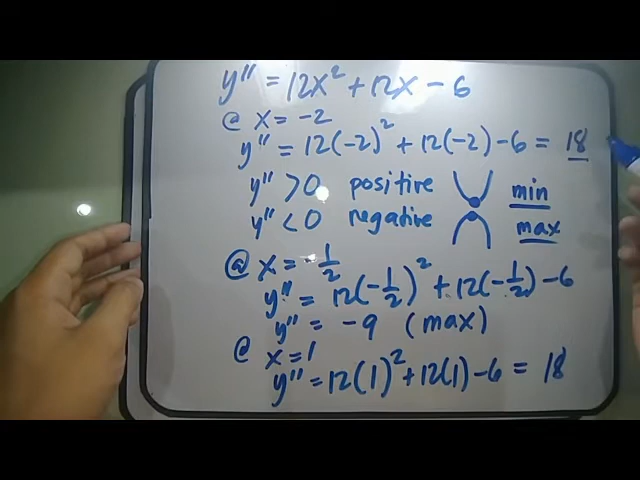 y'' = 12x² + 12x - 6
@ x = -2
y'' = 12(-2)² + 12(-2) - 6 = 18
y'' > 0 positive min
y'' < 0 negative max
@ x = -1/2
y'' = 12(-1/2)² + 12(-1/2) - 6
y'' = -9 (max)
@ x = 1
y'' = 12(1)² + 12(1) - 6 = 18